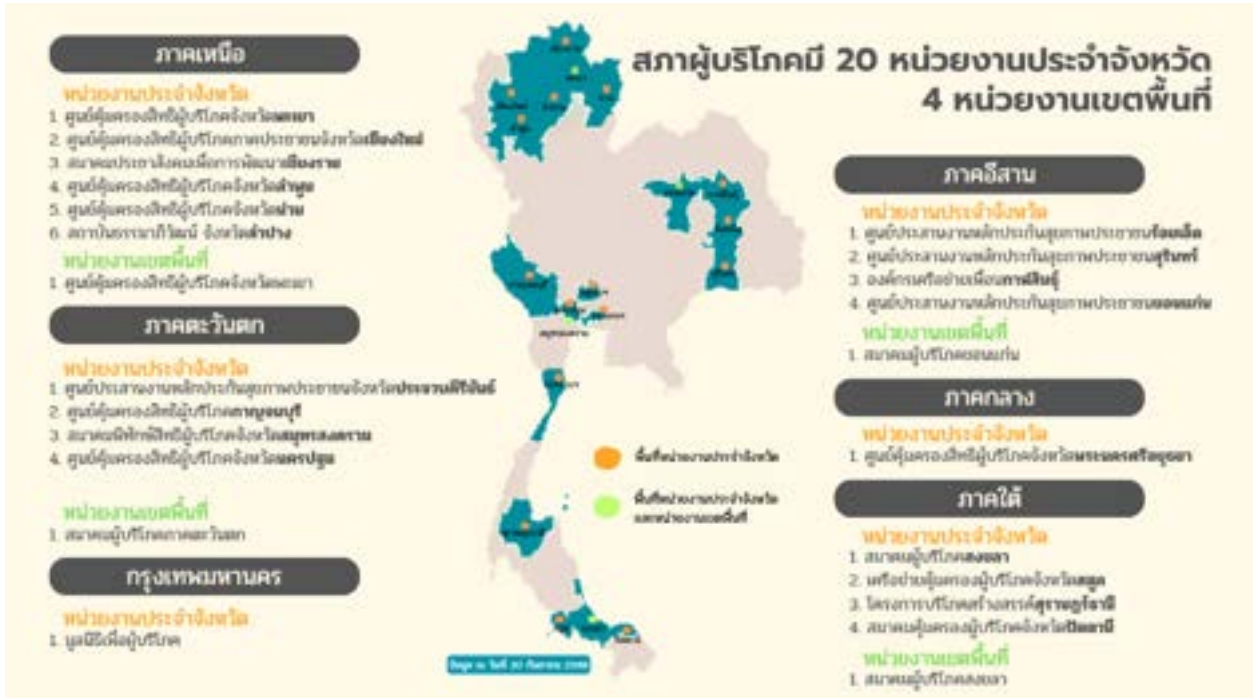 สภาผู้บริโภคมี 20 หน่วยงานประจำจังหวัด
4 หน่วยงานเขตพื้นที่
ภาคเหนือ
หน่วยงานประจำจังหวัด
1. ศูนย์คุ้มครองสิทธิผู้บริโภคจังหวัดพะเยา
2. ศูนย์คุ้มครองสิทธิผู้บริโภคภาคประชาชนจังหวัดเชียงใหม่
3. สมาคมประชาสังคมเพื่อการพัฒนาเชียงราย
4. ศูนย์คุ้มครองสิทธิผู้บริโภคจังหวัดลำพูน
5. ศูนย์คุ้มครองสิทธิผู้บริโภคจังหวัดน่าน
6. สถาบันธรรมาภิวัฒน์ จังหวัดลำปาง
หน่วยงานเขตพื้นที่
1. ศูนย์คุ้มครองสิทธิผู้บริโภคจังหวัดพะเยา
ภาคตะวันตก
หน่วยงานประจำจังหวัด
1. ศูนย์ประสานงานหลักประกันสุขภาพประชาชนจังหวัดประจวบคีรีขันธ์
2. ศูนย์คุ้มครองสิทธิผู้บริโภคกาญจนบุรี
3. สมาคมพิทักษ์สิทธิผู้บริโภคจังหวัดสมุทรสงคราม
4. ศูนย์คุ้มครองสิทธิผู้บริโภคจังหวัดนครปฐม
หน่วยงานเขตพื้นที่
1. สมาคมผู้บริโภคภาคตะวันตก
กรุงเทพมหานคร
หน่วยงานประจำจังหวัด
1. มูลนิธิเพื่อผู้บริโภค
สมุทรสงคราม
พื้นที่หน่วยงานประจำจังหวัด
พื้นที่หน่วยงานประจำจังหวัด
และหน่วยงานเขตพื้นที่
ข้อมูล ณ วันที่ 20 กันยายน
ภาคอีสาน
หน่วยงานประจำจังหวัด
1. ศูนย์ประสานงานหลักประกันสุขภาพประชาชนร้อยเอ็ด
2. ศูนย์ประสานงานหลักประกันสุขภาพประชาชนสุรินทร์
3. องค์กรเครือข่ายเพื่อนกาฬสินธุ์
4. ศูนย์ประสานงานหลักประกันสุขภาพประชาชนขอนแก่น
หน่วยงานเขตพื้นที่
1. สมาคมผู้บริโภคขอนแก่น
ภาคกลาง
หน่วยงานประจำจังหวัด
1. ศูนย์คุ้มครองสิทธิผู้บริโภคจังหวัดพระนครศรีอยุธยา
ภาคใต้
หน่วยงานประจำจังหวัด
1. สมาคมผู้บริโภคสงขลา
2. เครือข่ายคุ้มครองผู้บริโภคจังหวัดสตูล
3. โครงการบริโภคสร้างสรรค์สุราษฎร์ธานี
4. สมาคมคุ้มครองผู้บริโภคจังหวัดปัตตานี
หน่วยงานเขตพื้นที่
1. สมาคมผู้บริโภคสงขลา